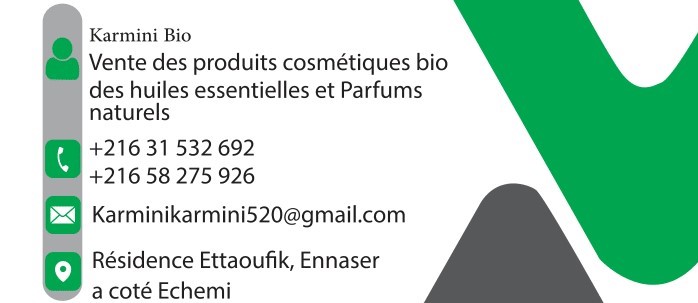 Karmini Bio
Vente des produits cosmétiques bio
des huiles essentielles et Parfums
naturels
+216 31 532 692
+216 58 275 926
Karminikarmini520@gmail.com
Résidence Ettaoufik, Ennaser
a coté Echemi